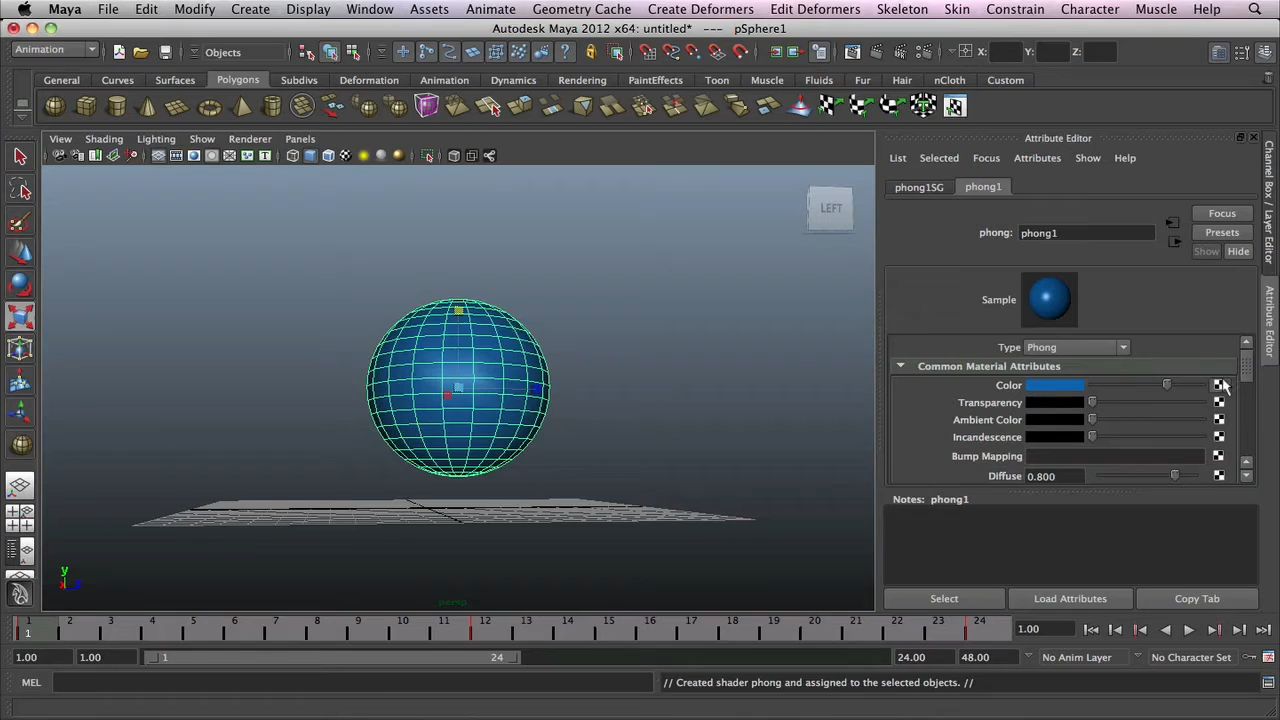 Maya File Edit Modify Create Display Window Assets Animate Geometry Cache Create Deformers Edit Deformers Skeleton Skin Constrain Character Muscle Help
Autodesk Maya 2012 x64: untitled* --- pSphere1
Animation Objects X: Y: Z:
General Curves Surfaces Polygons Subdivs Deformation Animation Dynamics Rendering PaintEffects Toon Muscle Fluids Fur Hair nCloth Custom
View Shading Lighting Show Renderer Panels
LEFT
y
persp
Attribute Editor
List Selected Focus Attributes Show Help
phong1SG phong1
Focus
phong: phong1
Presets
Show Hide
Sample
Type Phong
Common Material Attributes
Color
Transparency
Ambient Color
Incandescence
Bump Mapping
Diffuse 0.800
Notes: phong1
Select Load Attributes Copy Tab
Channel Box / Layer Editor
Attribute Editor
1 2 3 4 5 6 7 8 9 10 11 12 13 14 15 16 17 18 19 20 21 22 23 24 1.00
1
1.00 1.00 1 24 24.00 48.00 No Anim Layer No Character Set
MEL // Created shader phong and assigned to the selected objects. //